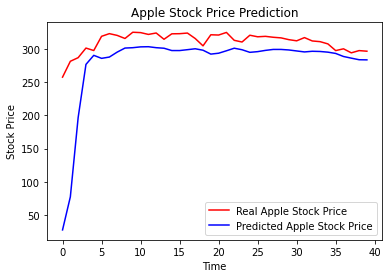 Apple Stock Price Prediction
Stock Price
300
250
200
150
100
50
Real Apple Stock Price
Predicted Apple Stock Price
0 5 10 15 20 25 30 35 40
Time